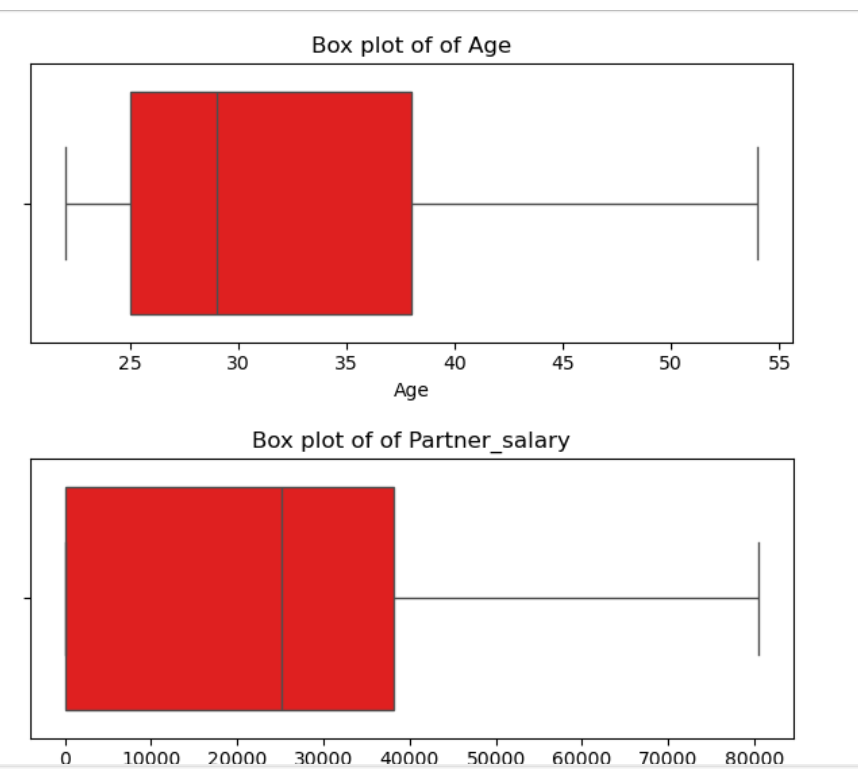 Box plot of of Age
25 30 35 40 45 50 55
Age
Box plot of of Partner_salary
0 10000 20000 30000 40000 50000 60000 70000 80000